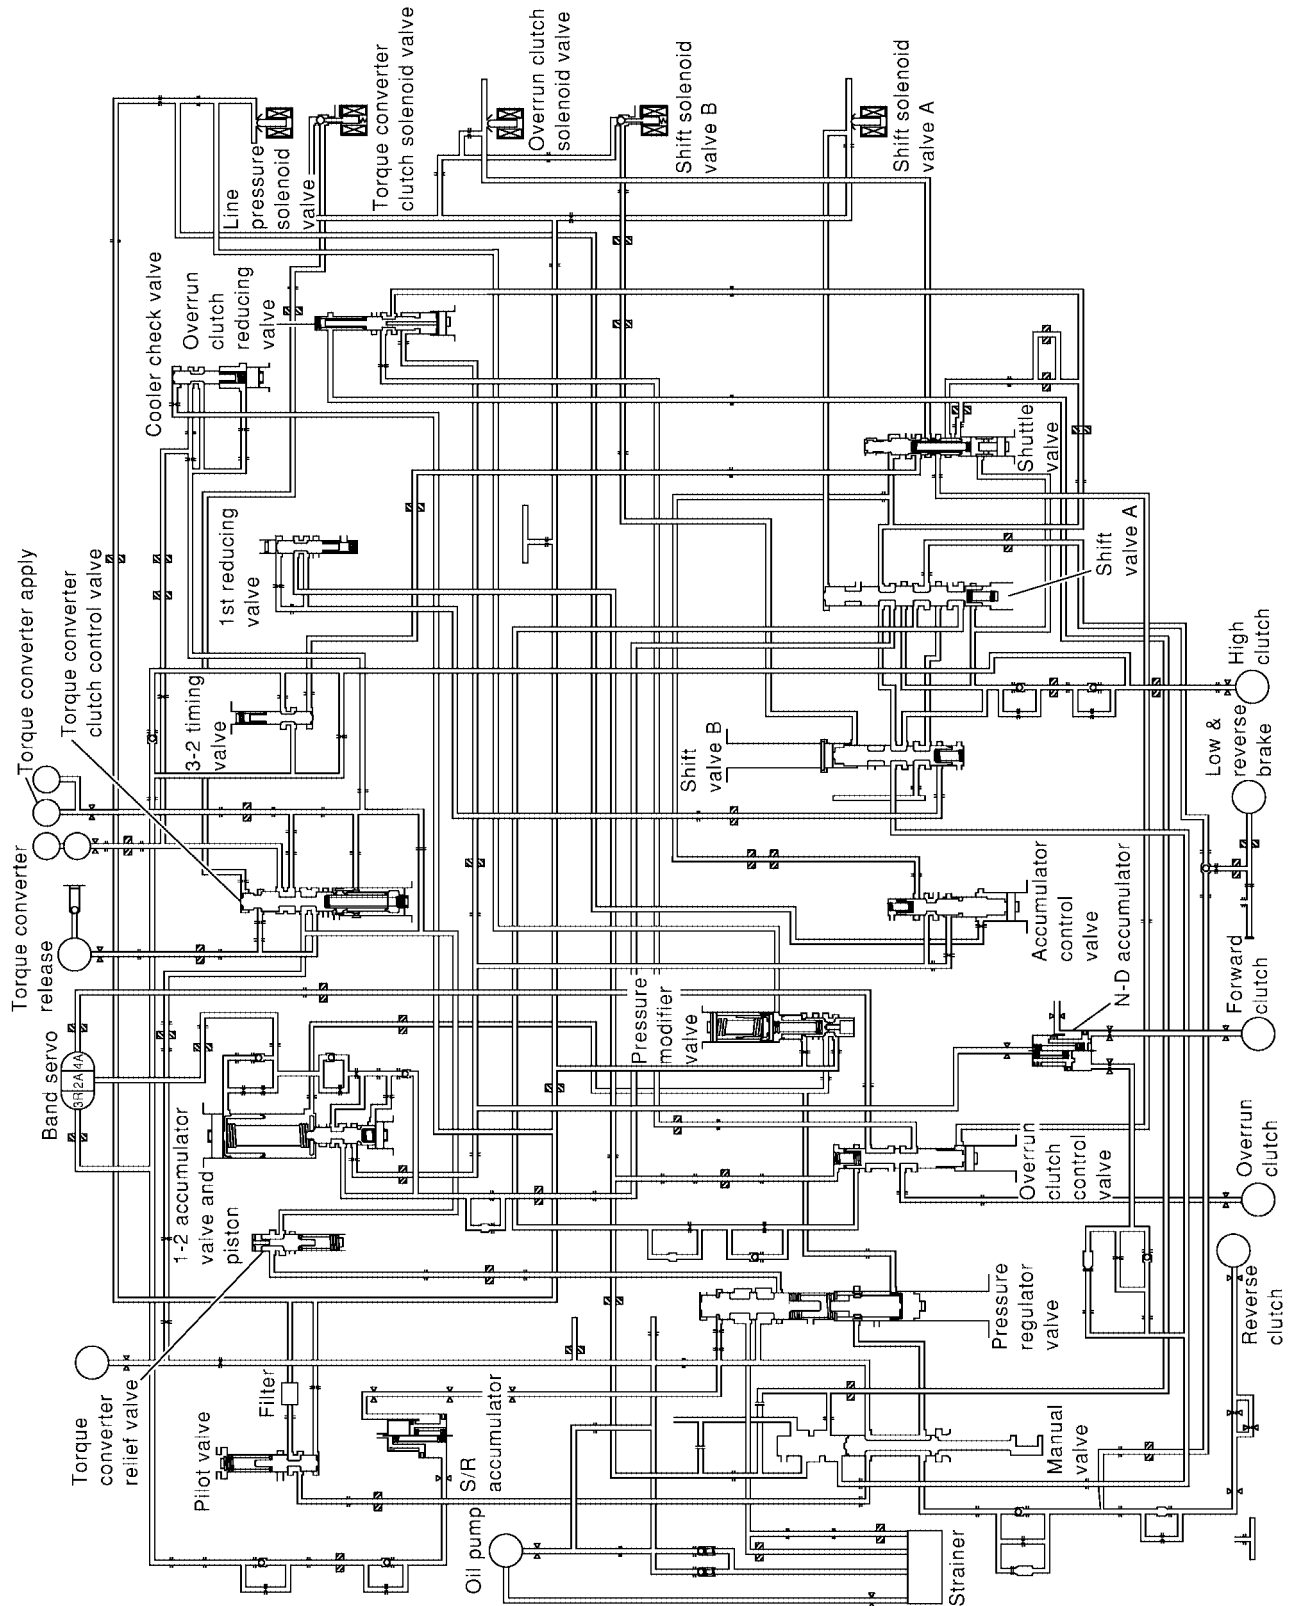 Torque converter apply
Torque converter
clutch control valve
Cooler check valve
Overrun
clutch
reducing
valve
Line
pressure
solenoid
valve
Torque converter
clutch solenoid valve
Overrun clutch
solenoid valve
Shift solenoid
valve B
Shift solenoid
valve A
1st reducing
valve
3-2 timing
valve
Shuttle
valve
Shift
valve A
Shift
valve B
High
clutch
Low &
reverse
brake
Torque converter
release
Band servo
3R 2A 4A
1-2 accumulator
valve and
piston
Pressure
modifier
valve
Accumulator
control
valve
N-D accumulator
Forward
clutch
Overrun
clutch
control
valve
Overrun
clutch
Torque
converter
relief valve
Filter
Pilot valve
S/R
accumulator
Pressure
regulator
valve
Reverse
clutch
Manual
valve
Oil pump
Strainer